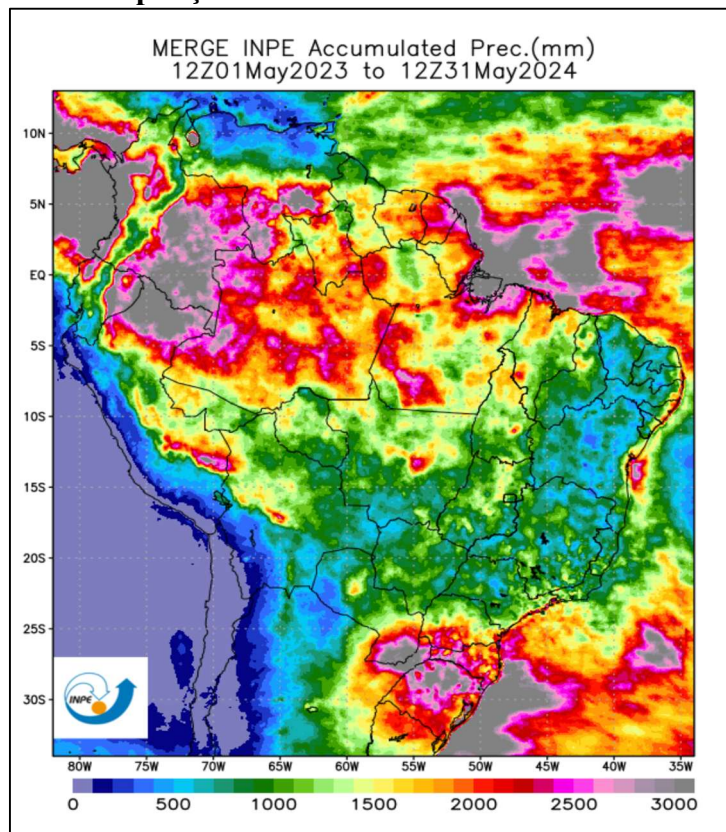 MERGE INPE Accumulated Prec.(mm)
12Z01May2023 to 12Z31May2024
10N
5N
EQ
5S
10S
15S
20S
25S
30S
INPE
82W 75W 70W 65W 60W 55W 50W 45W 40W 35W
0 500 1000 1500 2000 2500 3000